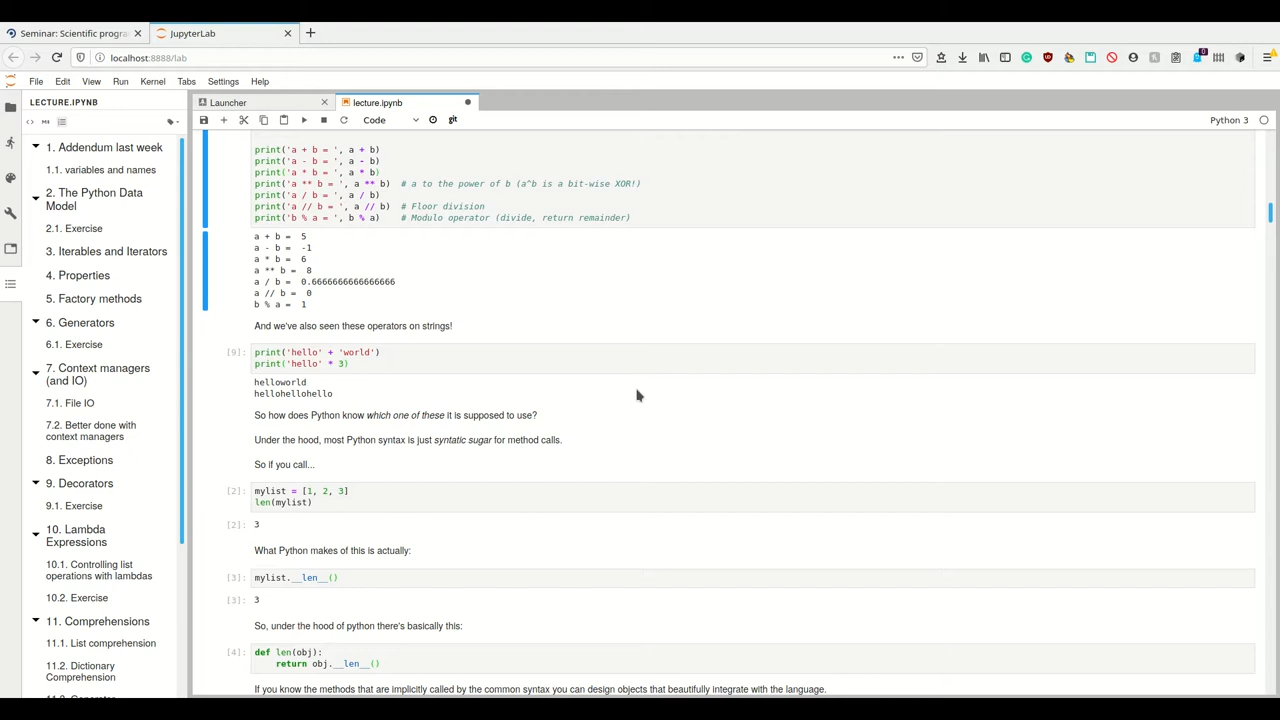 Seminar: Scientific progra
JupyterLab
localhost:8888/lab
File Edit View Run Kernel Tabs Settings Help
LECTURE.IPYNB
Launcher
lecture.ipynb
Code
git
Python 3
1. Addendum last week
1.1. variables and names
2. The Python Data
Model
2.1. Exercise
3. Iterables and Iterators
4. Properties
5. Factory methods
6. Generators
6.1. Exercise
7. Context managers
(and IO)
7.1. File IO
7.2. Better done with
context managers
8. Exceptions
9. Decorators
9.1. Exercise
10. Lambda
Expressions
10.1. Controlling list
operations with lambdas
10.2. Exercise
11. Comprehensions
11.1. List comprehension
11.2. Dictionary
Comprehension
print('a + b = ', a + b)
print('a - b = ', a - b)
print('a * b = ', a * b)
print('a ** b = ', a ** b)  # a to the power of b (a^b is a bit-wise XOR!)
print('a / b = ', a / b)
print('a // b = ', a // b)  # Floor division
print('b % a = ', b % a)    # Modulo operator (divide, return remainder)
a + b =  5
a - b =  -1
a * b =  6
a ** b =  8
a / b =  0.6666666666666666
a // b =  0
b % a =  1
And we've also seen these operators on strings!
[9]: print('hello' + 'world')
print('hello' * 3)
helloworld
hellohellohello
So how does Python know which one of these it is supposed to use?
Under the hood, most Python syntax is just syntatic sugar for method calls.
So if you call...
[2]: mylist = [1, 2, 3]
len(mylist)
[2]: 3
What Python makes of this is actually:
[3]: mylist.__len__()
[3]: 3
So, under the hood of python there's basically this:
[4]: def len(obj):
return obj.__len__()
If you know the methods that are implicitly called by the common syntax you can design objects that beautifully integrate with the language.